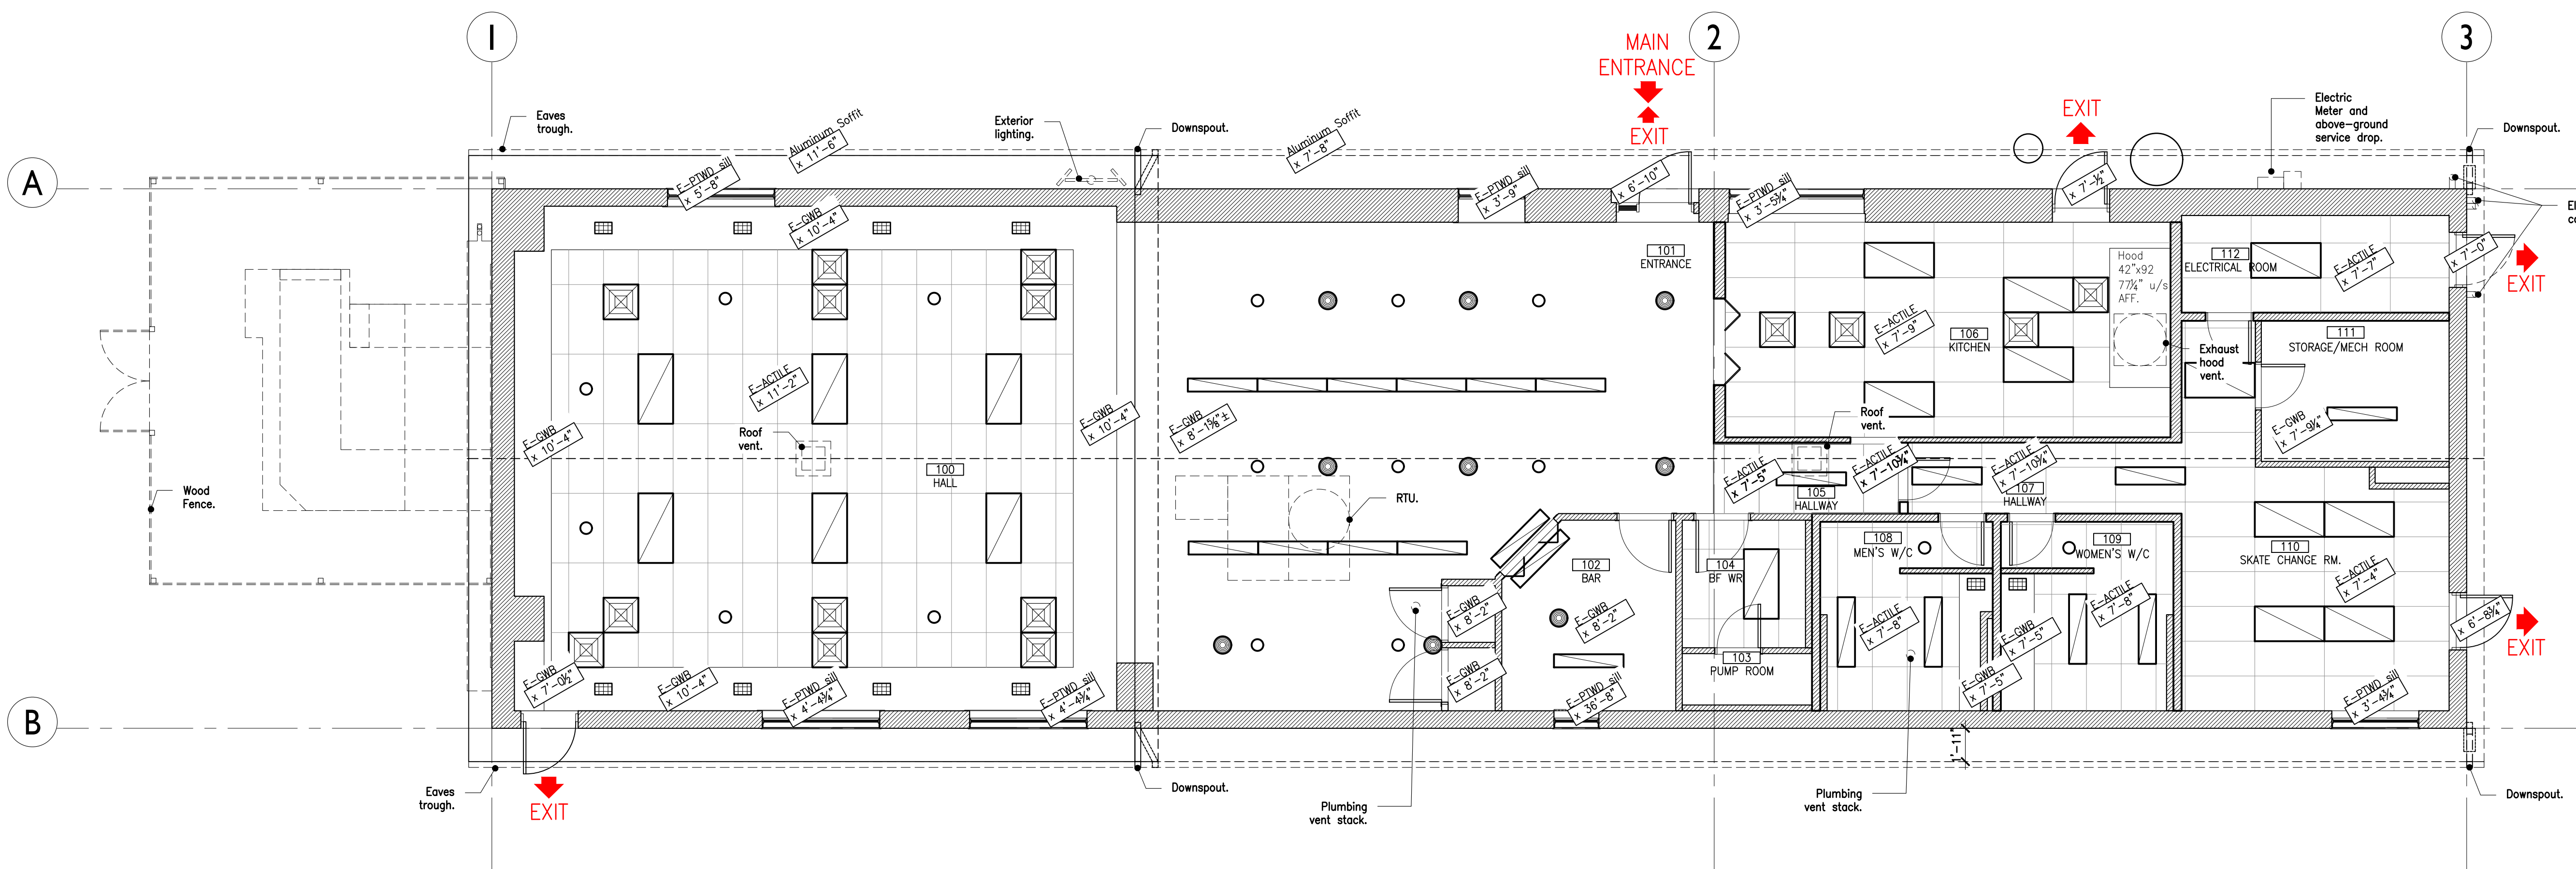 1
2
3
A
B
MAIN
ENTRANCE
EXIT
EXIT
Electric
Meter and
above-ground
service drop.
Downspout.
Eaves
trough.
Aluminum Soffit
x 11'-6"
Exterior
lighting.
Downspout.
Aluminum Soffit
x 7'-8"
E-PTWD sill
x 5'-8"
E-PTWD sill
x 3'-9"
x 6'-10"
E-PTWD sill
x 3'-5¼"
x 7'-½"
E-GWB
x 10'-4"
101
ENTRANCE
Hood
42"x92
77¼" u/s
AFF.
112
ELECTRICAL ROOM
E-ACTILE
x 7'-7"
x 7'-0"
EXIT
E-ACTILE
x 7'-9"
106
KITCHEN
Exhaust
hood
vent.
111
STORAGE/MECH ROOM
E-GWB
x 7'-9¼"
E-ACTILE
x 11'-2"
E-GWB
x 10'-4"
Roof
vent.
100
HALL
E-GWB
x 10'-4"
E-GWB
x 8'-1⅝"±
Roof
vent.
E-ACTILE
x 7'-5"
105
HALLWAY
E-ACTILE
x 7'-10¾"
E-ACTILE
x 7'-10¾"
107
HALLWAY
Wood
Fence.
RTU.
102
BAR
104
BF WR
108
MEN'S W/C
109
WOMEN'S W/C
110
SKATE CHANGE RM.
E-ACTILE
x 7'-4"
E-GWB
x 8'-2"
E-GWB
x 8'-2"
E-ACTILE
x 7'-8"
E-GWB
x 7'-5"
E-ACTILE
x 7'-8"
x 6'-8¾"
EXIT
103
PUMP ROOM
E-GWB
x 7'-0½"
E-GWB
x 10'-4"
E-PTWD sill
x 4'-4¾"
E-PTWD sill
x 4'-4¾"
E-GWB
x 8'-2"
x 36'-8"
E-GWB
x 7'-5"
E-PTWD sill
x 3'-4¾"
1'-11"
Eaves
trough.
EXIT
Downspout.
Plumbing
vent stack.
Plumbing
vent stack.
Downspout.